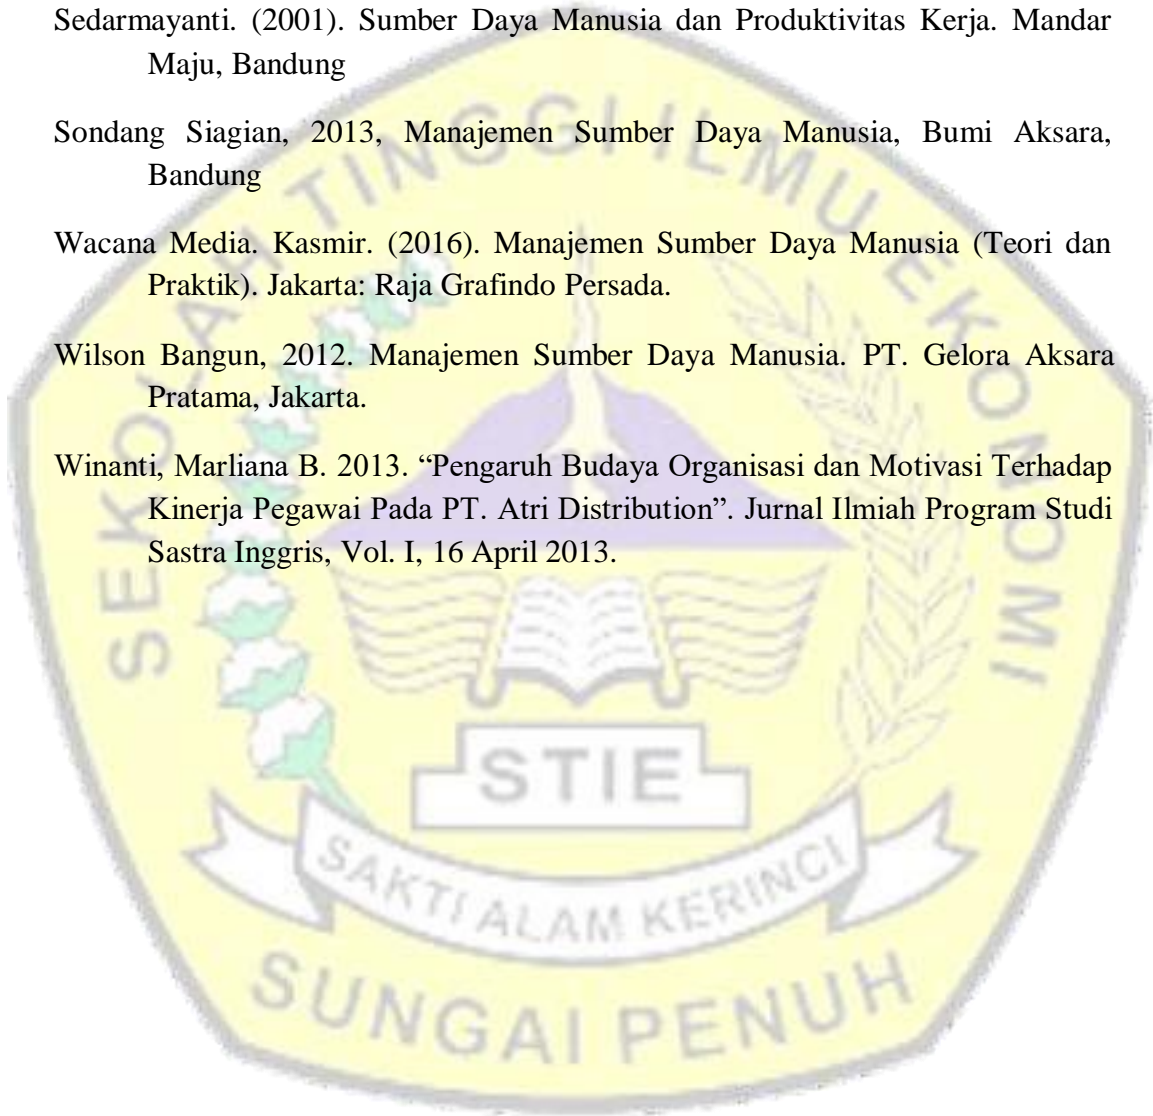 Sedarmayanti. (2001). Sumber Daya Manusia dan Produktivitas Kerja. Mandar
Maju, Bandung
Sondang Siagian, 2013, Manajemen Sumber Daya Manusia, Bumi Aksara,
Bandung
Wacana Media. Kasmir. (2016). Manajemen Sumber Daya Manusia (Teori dan
Praktik). Jakarta: Raja Grafindo Persada.
Wilson Bangun, 2012. Manajemen Sumber Daya Manusia. PT. Gelora Aksara
Pratama, Jakarta.
Winanti, Marliana B. 2013. “Pengaruh Budaya Organisasi dan Motivasi Terhadap
Kinerja Pegawai Pada PT. Atri Distribution”. Jurnal Ilmiah Program Studi
Sastra Inggris, Vol. I, 16 April 2013.
SEKOLAH TINGGI ILMU EKONOMI
STIE
SAKTI ALAM KERINCI
SUNGAI PENUH